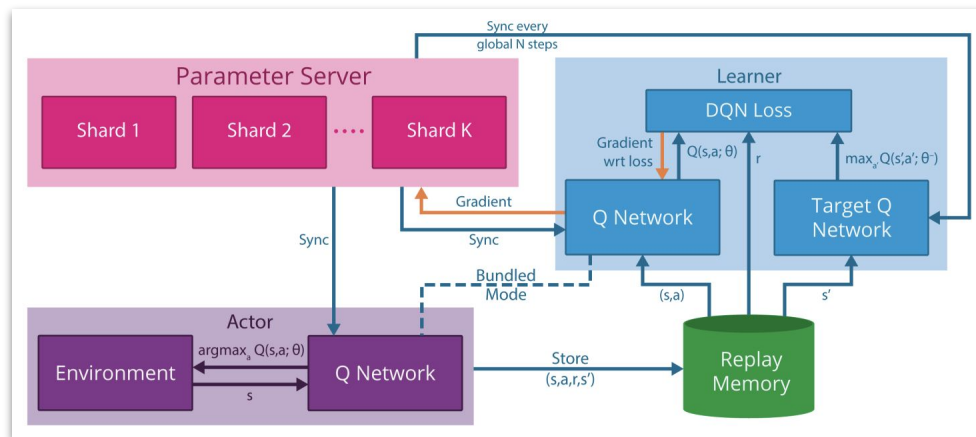 Sync every
global N steps
Parameter Server
Shard 1
Shard 2
Shard K
Learner
DQN Loss
Gradient
wrt loss
Q(s,a; θ)
r
maxₐ' Q(s',a'; θ⁻)
Gradient
Q Network
Target Q
Network
Sync
Sync
Bundled
Mode
(s,a)
s'
Actor
Environment
argmaxₐ Q(s,a; θ)
s
Q Network
Store
(s,a,r,s')
Replay
Memory